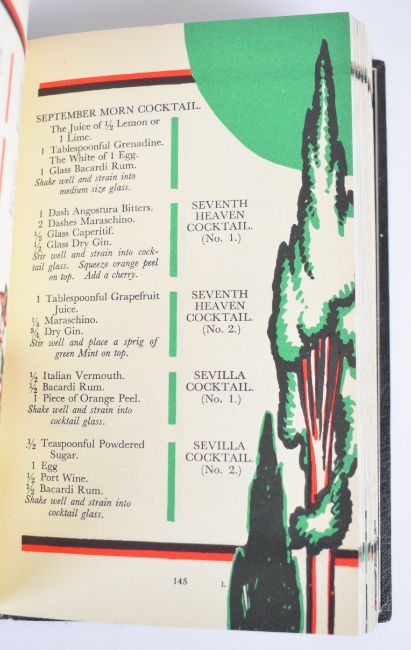 SEPTEMBER MORN COCKTAIL.
The Juice of ½ Lemon or
1 Lime.
1 Tablespoonful Grenadine.
The White of 1 Egg.
1 Glass Bacardi Rum.
Shake well and strain into
medium size glass.
1 Dash Angostura Bitters.
2 Dashes Maraschino.
½ Glass Caperitif.
½ Glass Dry Gin.
Stir well and strain into cock-
tail glass. Squeeze orange peel
on top. Add a cherry.
SEVENTH
HEAVEN
COCKTAIL.
(No. 1.)
1 Tablespoonful Grapefruit
Juice.
¼ Maraschino.
¾ Dry Gin.
Stir well and place a sprig of
green Mint on top.
SEVENTH
HEAVEN
COCKTAIL.
(No. 2.)
½ Italian Vermouth.
½ Bacardi Rum.
1 Piece of Orange Peel.
Shake well and strain into
cocktail glass.
SEVILLA
COCKTAIL.
(No. 1.)
½ Teaspoonful Powdered
Sugar.
1 Egg
½ Port Wine.
½ Bacardi Rum.
Shake well and strain into
cocktail glass.
SEVILLA
COCKTAIL.
(No. 2.)
145
L